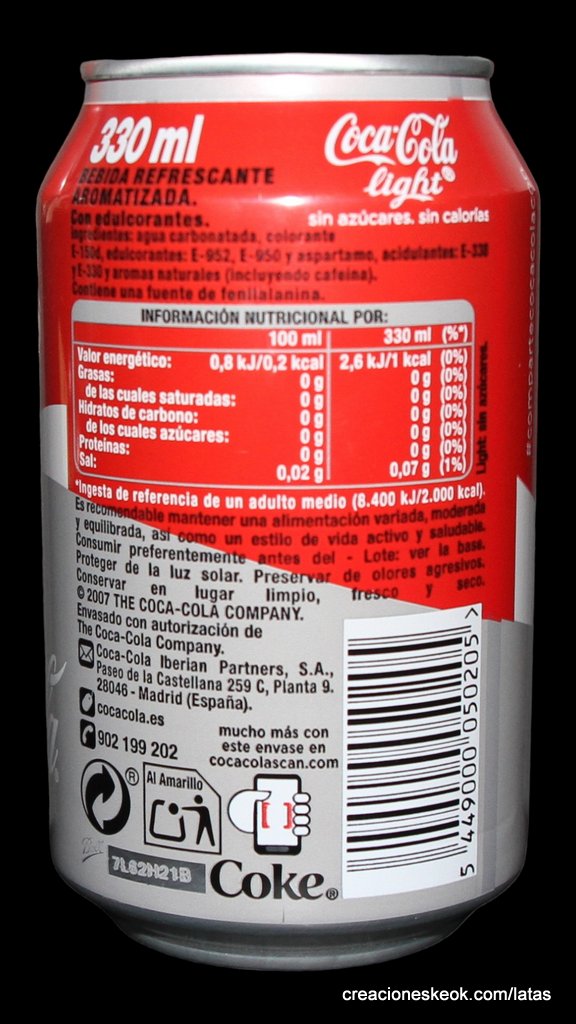 330 ml
Coca-Cola
light®
sin azúcares. sin calorías
BEBIDA REFRESCANTE
AROMATIZADA.
Con edulcorantes.
Ingredientes: agua carbonatada, colorante
E-150d, edulcorantes: E-952, E-950 y aspartamo, acidulantes: E-338
y E-330 y aromas naturales (incluyendo cafeína).
Contiene una fuente de fenilalanina.
INFORMACIÓN NUTRICIONAL POR:
100 ml 330 ml (%*)
Valor energético: 0,8 kJ/0,2 kcal 2,6 kJ/1 kcal (0%)
Grasas: 0 g 0 g (0%)
de las cuales saturadas: 0 g 0 g (0%)
Hidratos de carbono: 0 g 0 g (0%)
de los cuales azúcares: 0 g 0 g (0%)
Proteínas: 0 g 0 g (0%)
Sal: 0,02 g 0,07 g (1%)
Light: sin azúcares.
#compartecocacola
*Ingesta de referencia de un adulto medio (8.400 kJ/2.000 kcal).
Es recomendable mantener una alimentación variada, moderada
y equilibrada, así como un estilo de vida activo y saludable.
Consumir preferentemente antes del - Lote: ver la base.
Proteger de la luz solar. Preservar de olores agresivos.
Conservar en lugar limpio, fresco y seco.
© 2007 THE COCA-COLA COMPANY.
Envasado con autorización de
The Coca-Cola Company.
Coca-Cola Iberian Partners, S.A.,
Paseo de la Castellana 259 C, Planta 9.
28046 - Madrid (España).
cocacola.es
902 199 202
mucho más con
este envase en
cocacolascan.com
®
Al Amarillo
[ ]
7L62H21B
Coke®
5 449000 050205 >
creacioneskeok.com/latas